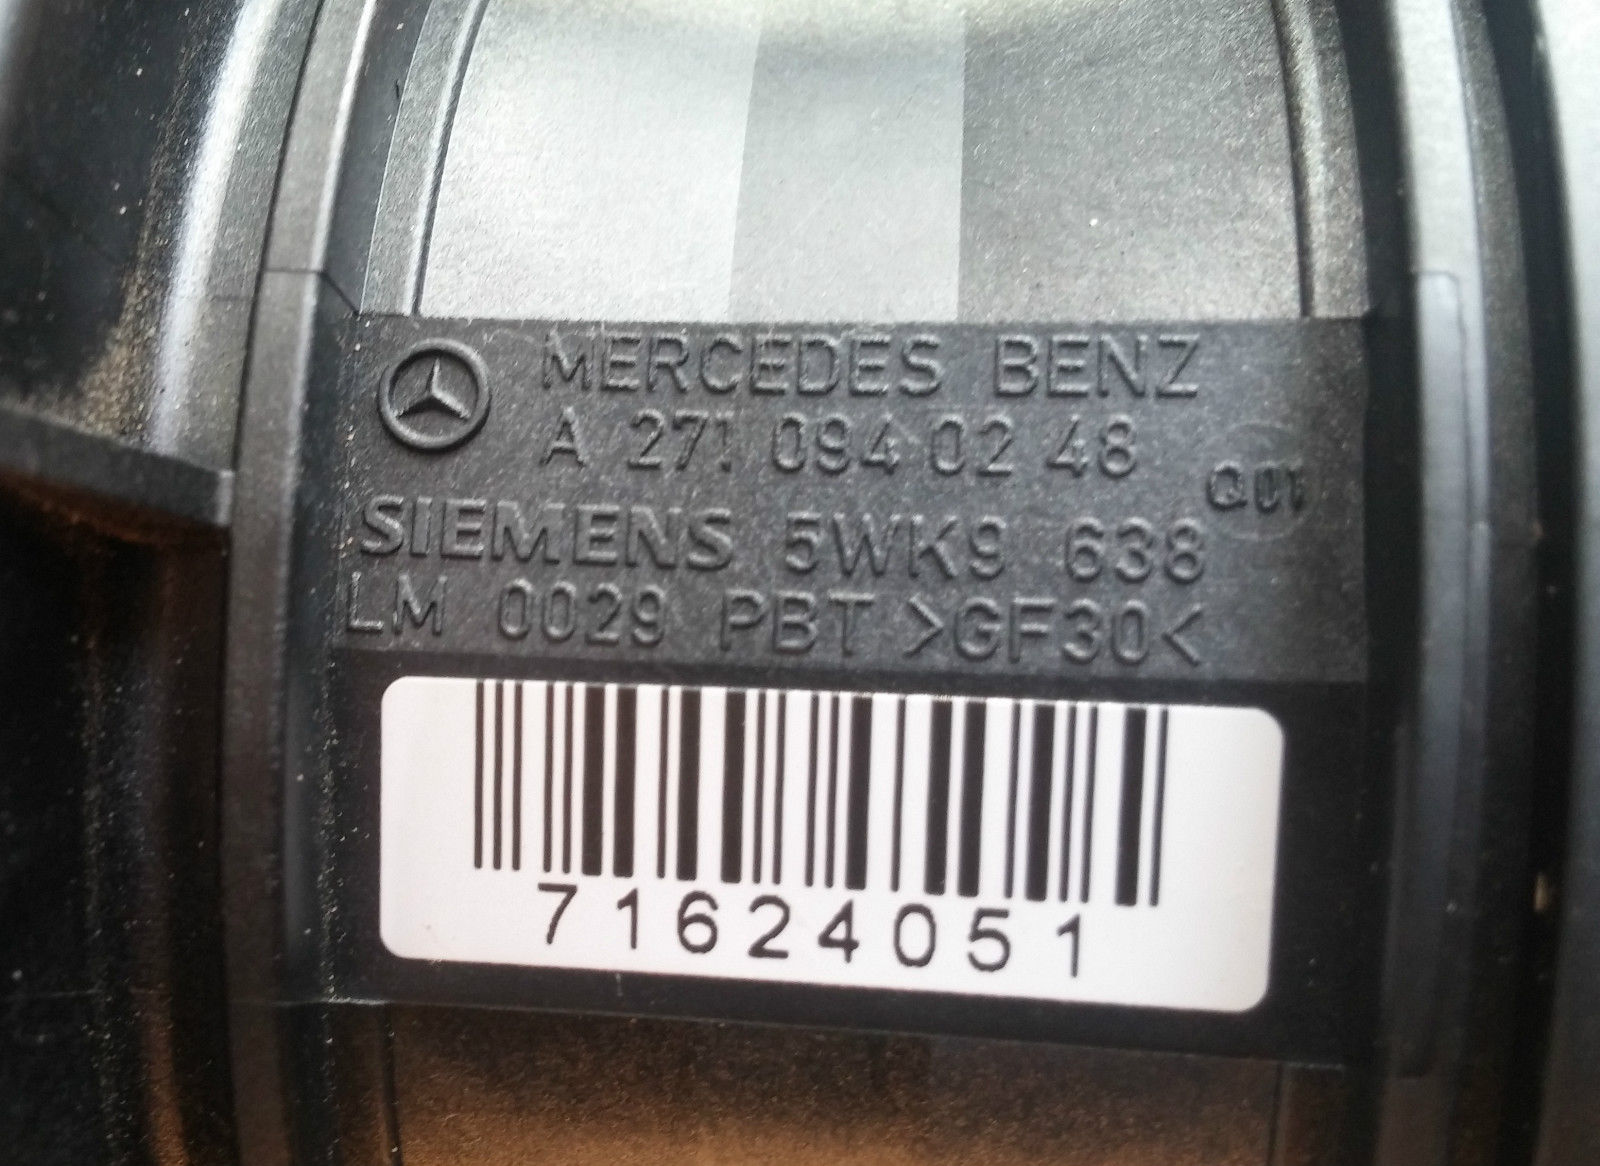 MERCEDES BENZ
A 271 094 02 48
Q01
SIEMENS 5WK9 638
LM 0029 PBT >GF30<
71624051